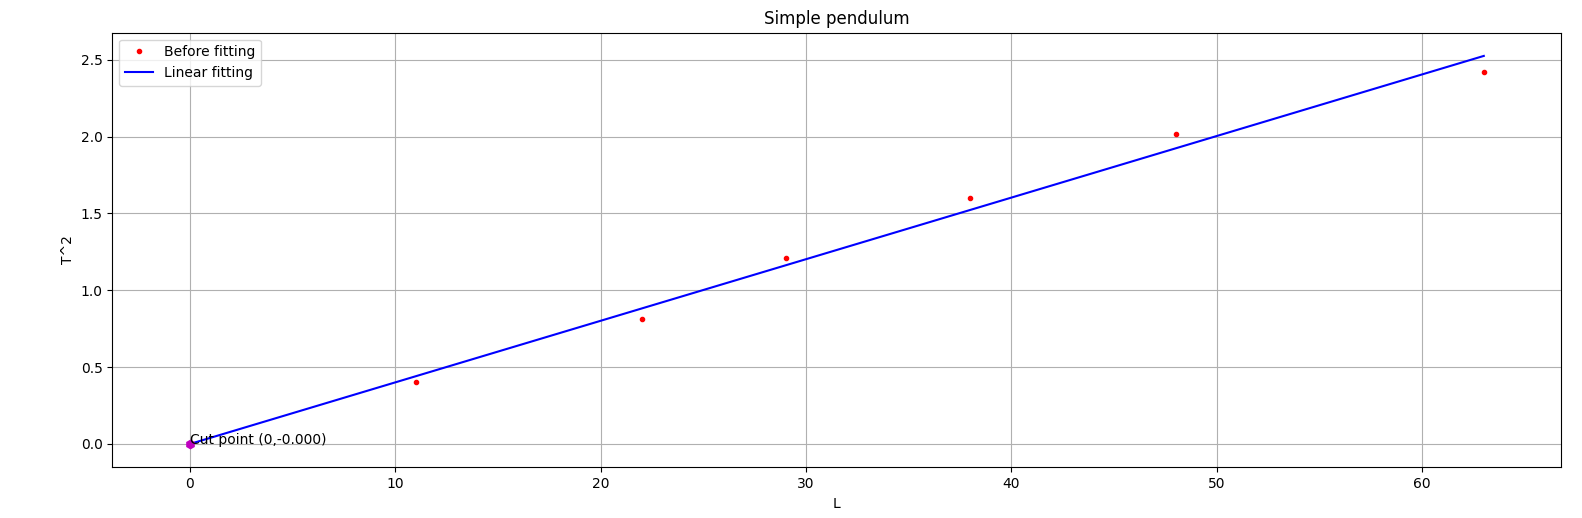 Simple pendulum
Before fitting
Linear fitting
2.5
2.0
1.5
1.0
0.5
0.0
T^2
Cut point (0,-0.000)
0 10 20 30 40 50 60
L